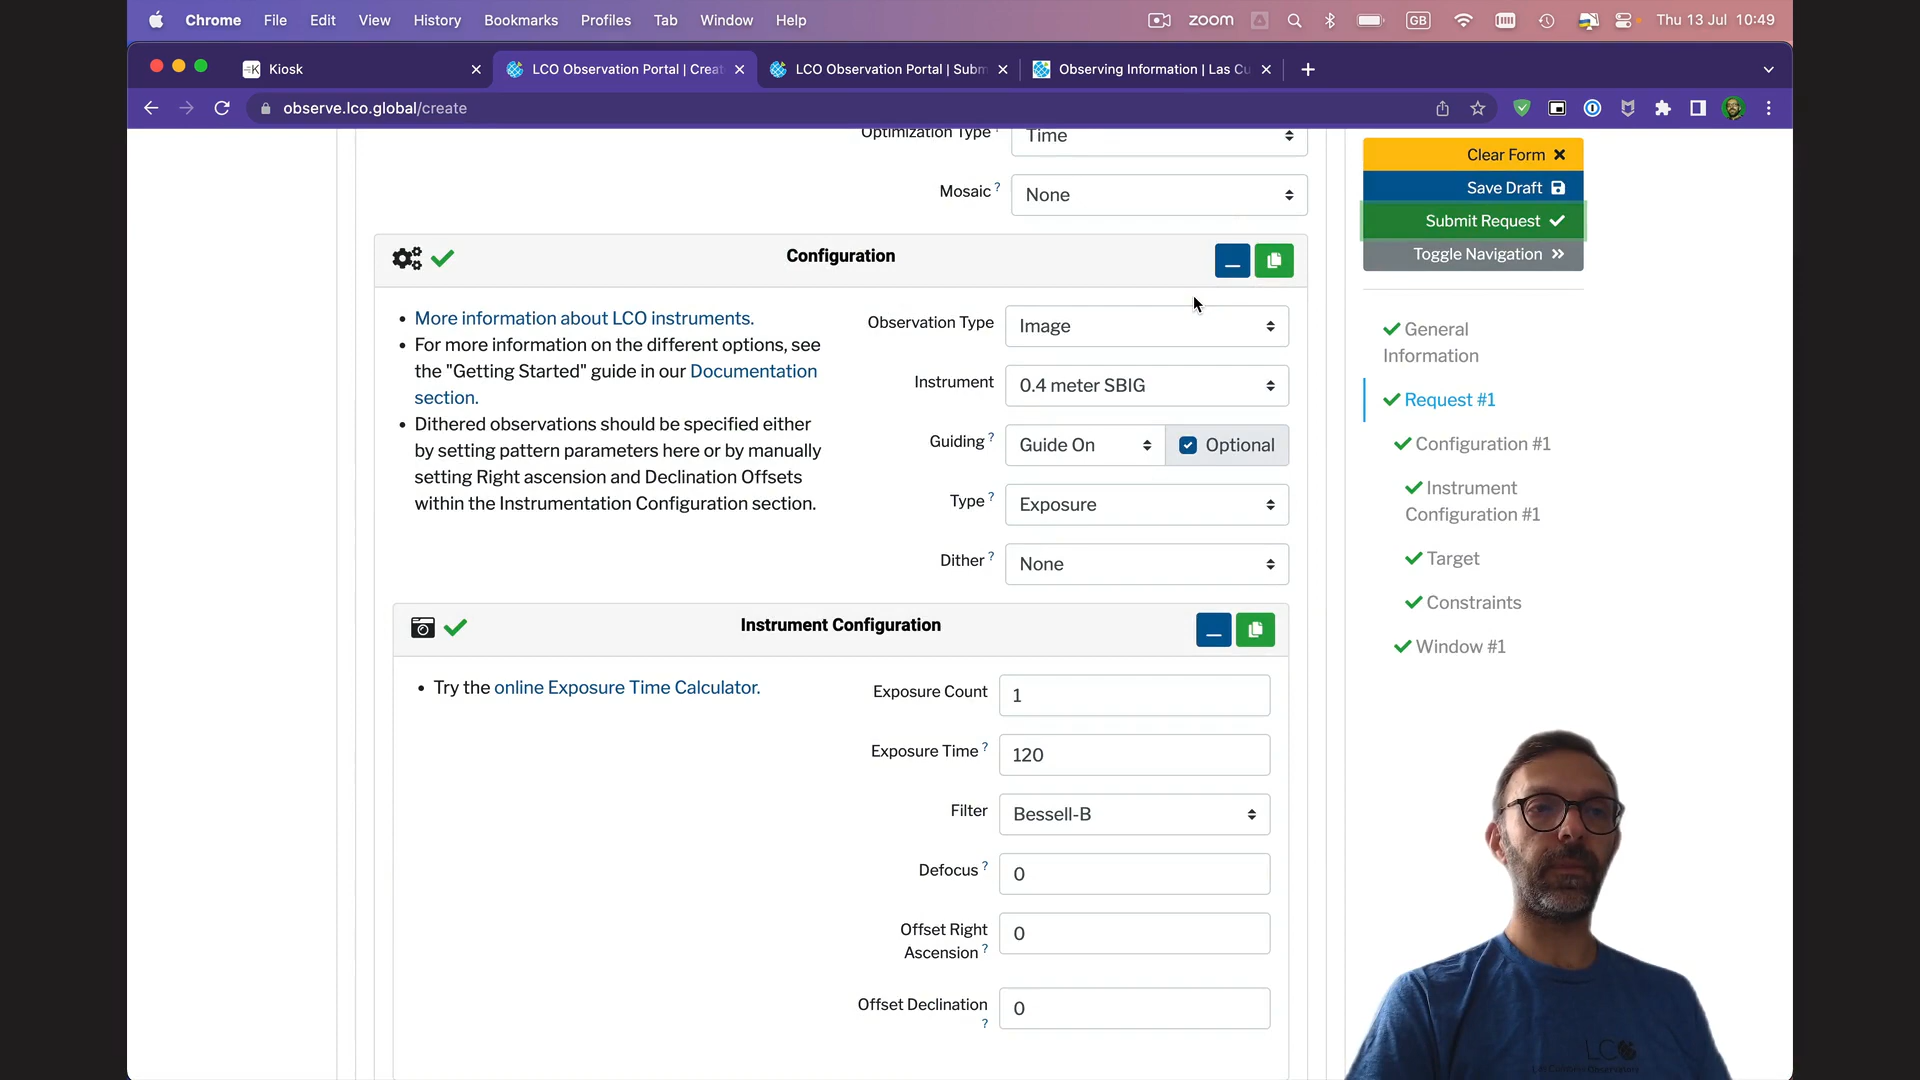 Chrome File Edit View History Bookmarks Profiles Tab Window Help zoom GB Thu 13 Jul 10:49
Kiosk LCO Observation Portal | Crea LCO Observation Portal | Subm Observing Information | Las Cu
observe.lco.global/create
Optimization Type ? Time
Mosaic ? None
Configuration
More information about LCO instruments.
For more information on the different options, see
the "Getting Started" guide in our Documentation
section.
Dithered observations should be specified either
by setting pattern parameters here or by manually
setting Right ascension and Declination Offsets
within the Instrumentation Configuration section.
Observation Type Image
Instrument 0.4 meter SBIG
Guiding ? Guide On Optional
Type ? Exposure
Dither ? None
Instrument Configuration
Try the online Exposure Time Calculator.
Exposure Count 1
Exposure Time ? 120
Filter Bessell-B
Defocus ? 0
Offset Right
Ascension ? 0
Offset Declination
? 0
Clear Form
Save Draft
Submit Request
Toggle Navigation
General
Information
Request #1
Configuration #1
Instrument
Configuration #1
Target
Constraints
Window #1
LCO